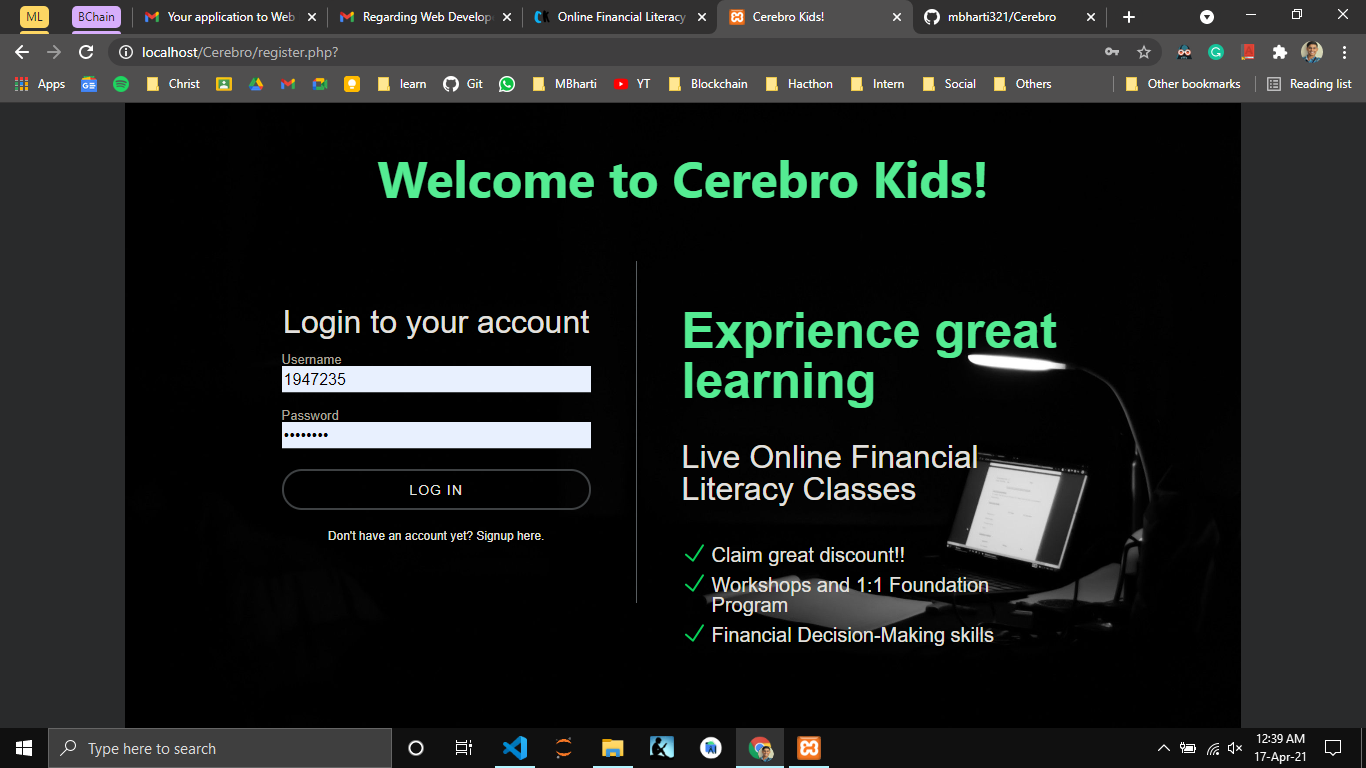 ML
BChain
Your application to Web
Regarding Web Develop
Online Financial Literacy
Cerebro Kids!
mbharti321/Cerebro
localhost/Cerebro/register.php?
Apps
Christ
learn
Git
MBharti
YT
Blockchain
Hacthon
Intern
Social
Others
Other bookmarks
Reading list
Welcome to Cerebro Kids!
Login to your account
Username
1947235
Password
••••••••
LOG IN
Don't have an account yet? Signup here.
Exprience great
learning
Live Online Financial
Literacy Classes
Claim great discount!!
Workshops and 1:1 Foundation
Program
Financial Decision-Making skills
Type here to search
12:39 AM
17-Apr-21